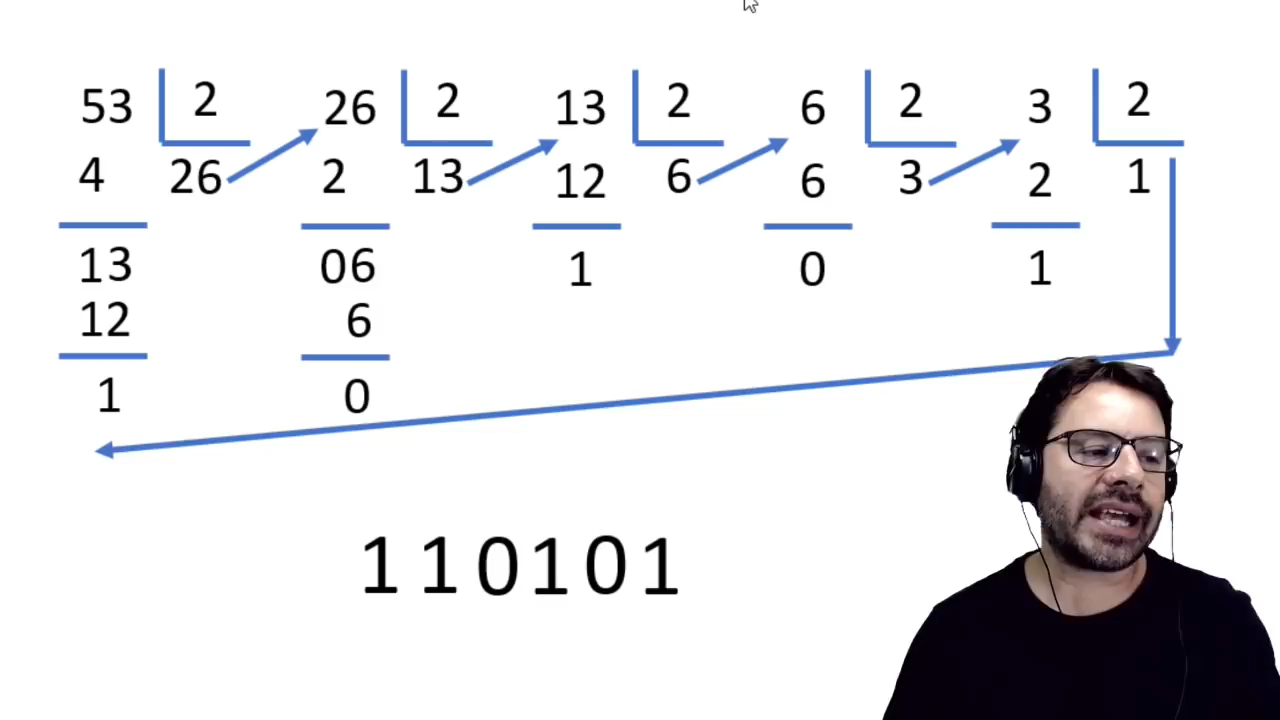 53 2 26 2 13 2 6 2 3 2
4 26 2 13 12 6 6 3 2 1
13 06 1 0 1
12 6
1 0
110101